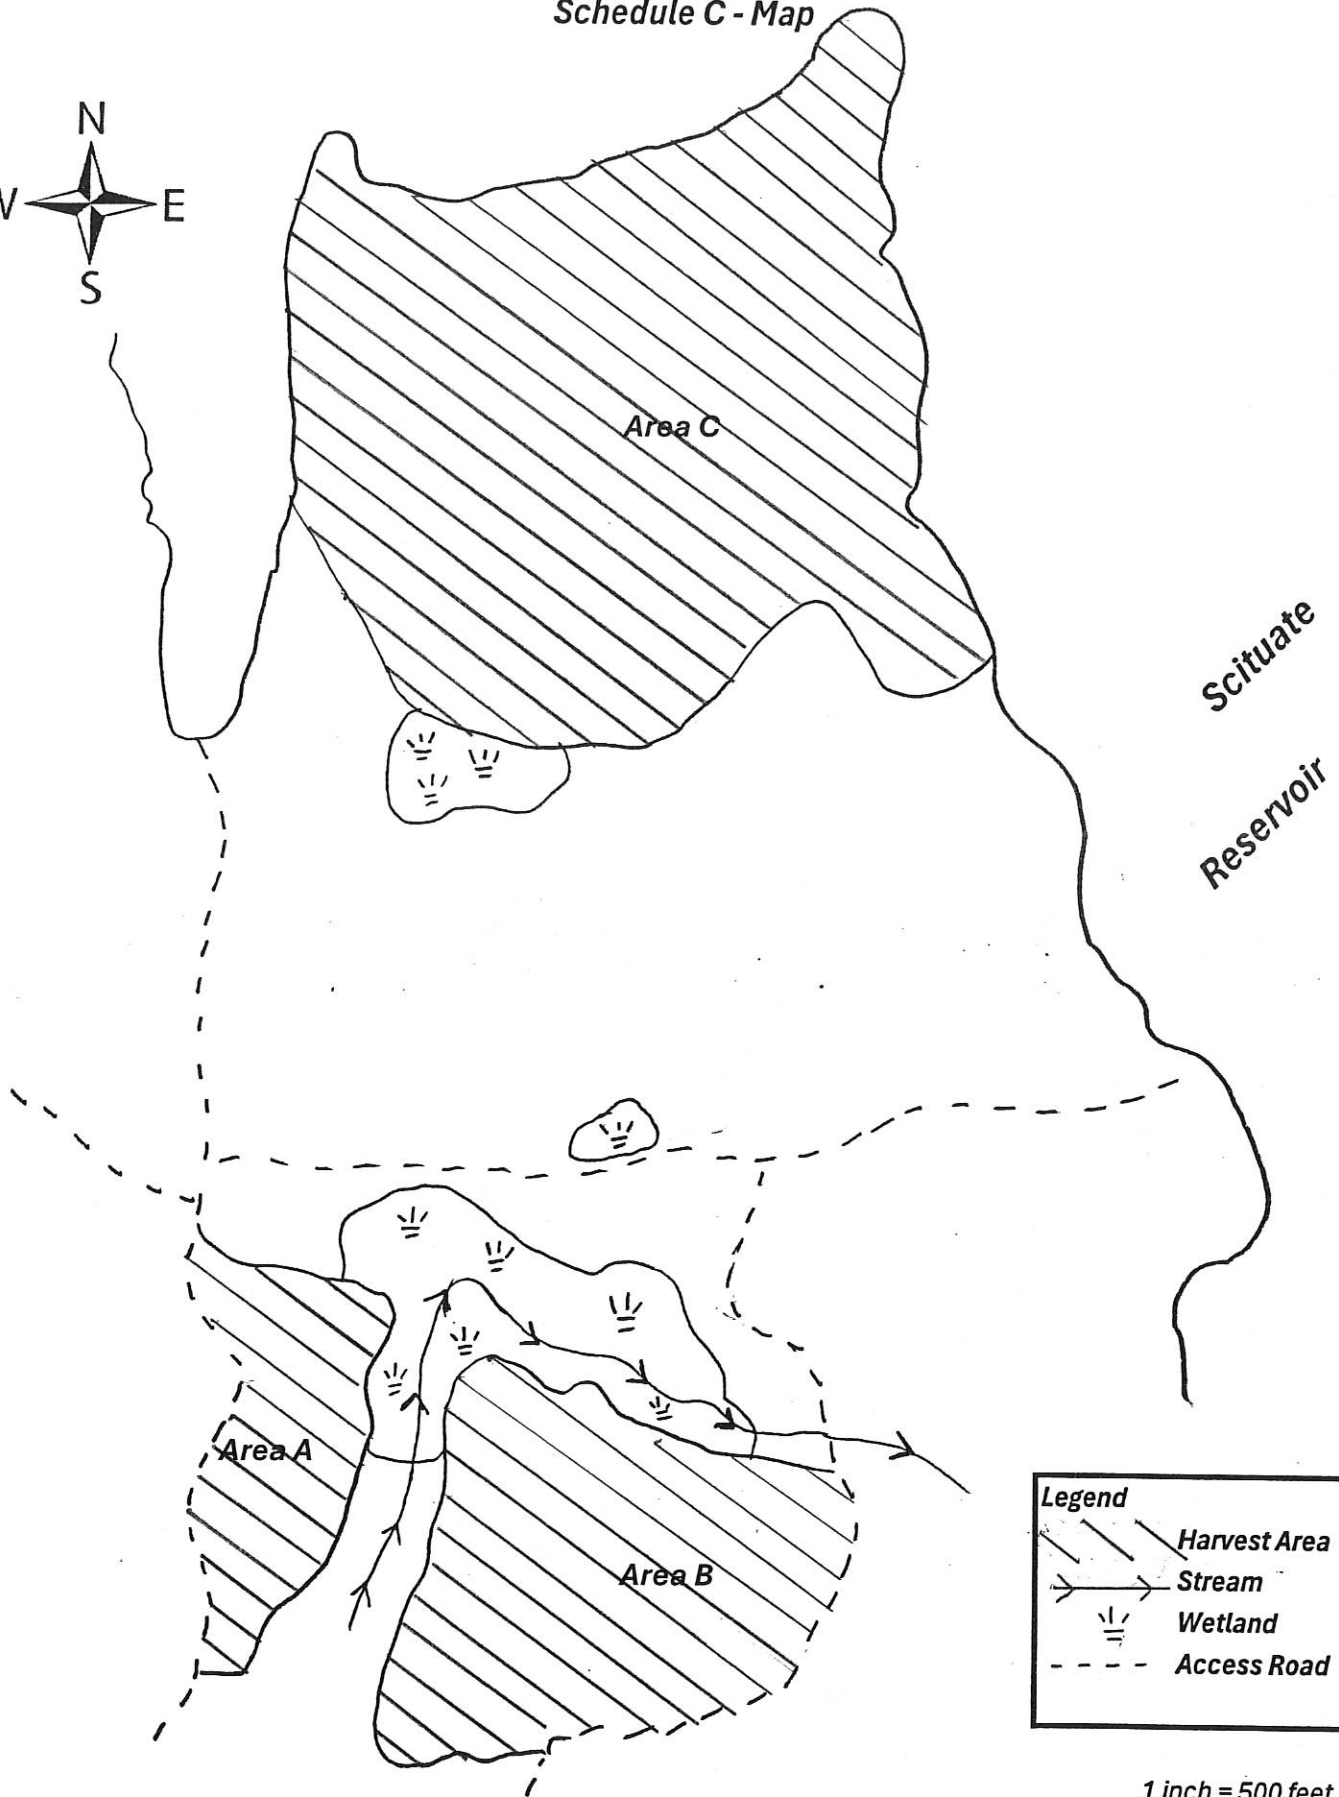 Schedule C - Map
N
E
S
Area C
Scituate
Reservoir
Area A
Area B
Legend
Harvest Area
Stream
Wetland
Access Road
1 inch = 500 feet